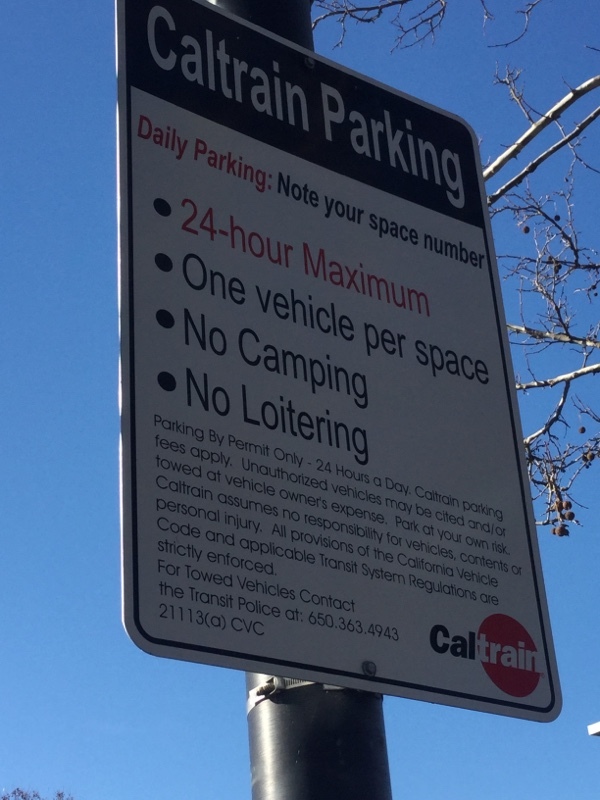 Caltrain Parking
Daily Parking: Note your space number
• 24-hour Maximum
• One vehicle per space
• No Camping
• No Loitering
Parking By Permit Only - 24 Hours a Day. Caltrain parking
fees apply. Unauthorized vehicles may be cited and/or
towed at vehicle owner's expense. Park at your own risk.
Caltrain assumes no responsibility for vehicles, contents or
personal injury. All provisions of the California Vehicle
Code and applicable Transit System Regulations are
strictly enforced.
For Towed Vehicles Contact
the Transit Police at: 650.363.4943
21113(a) CVC
Caltrain